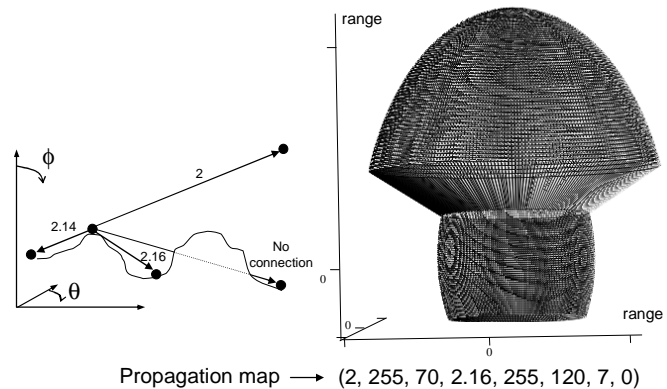 range
ϕ
2
2.14
2.16
No
connection
θ
0
range
0
0
Propagation map → (2, 255, 70, 2.16, 255, 120, 7, 0)